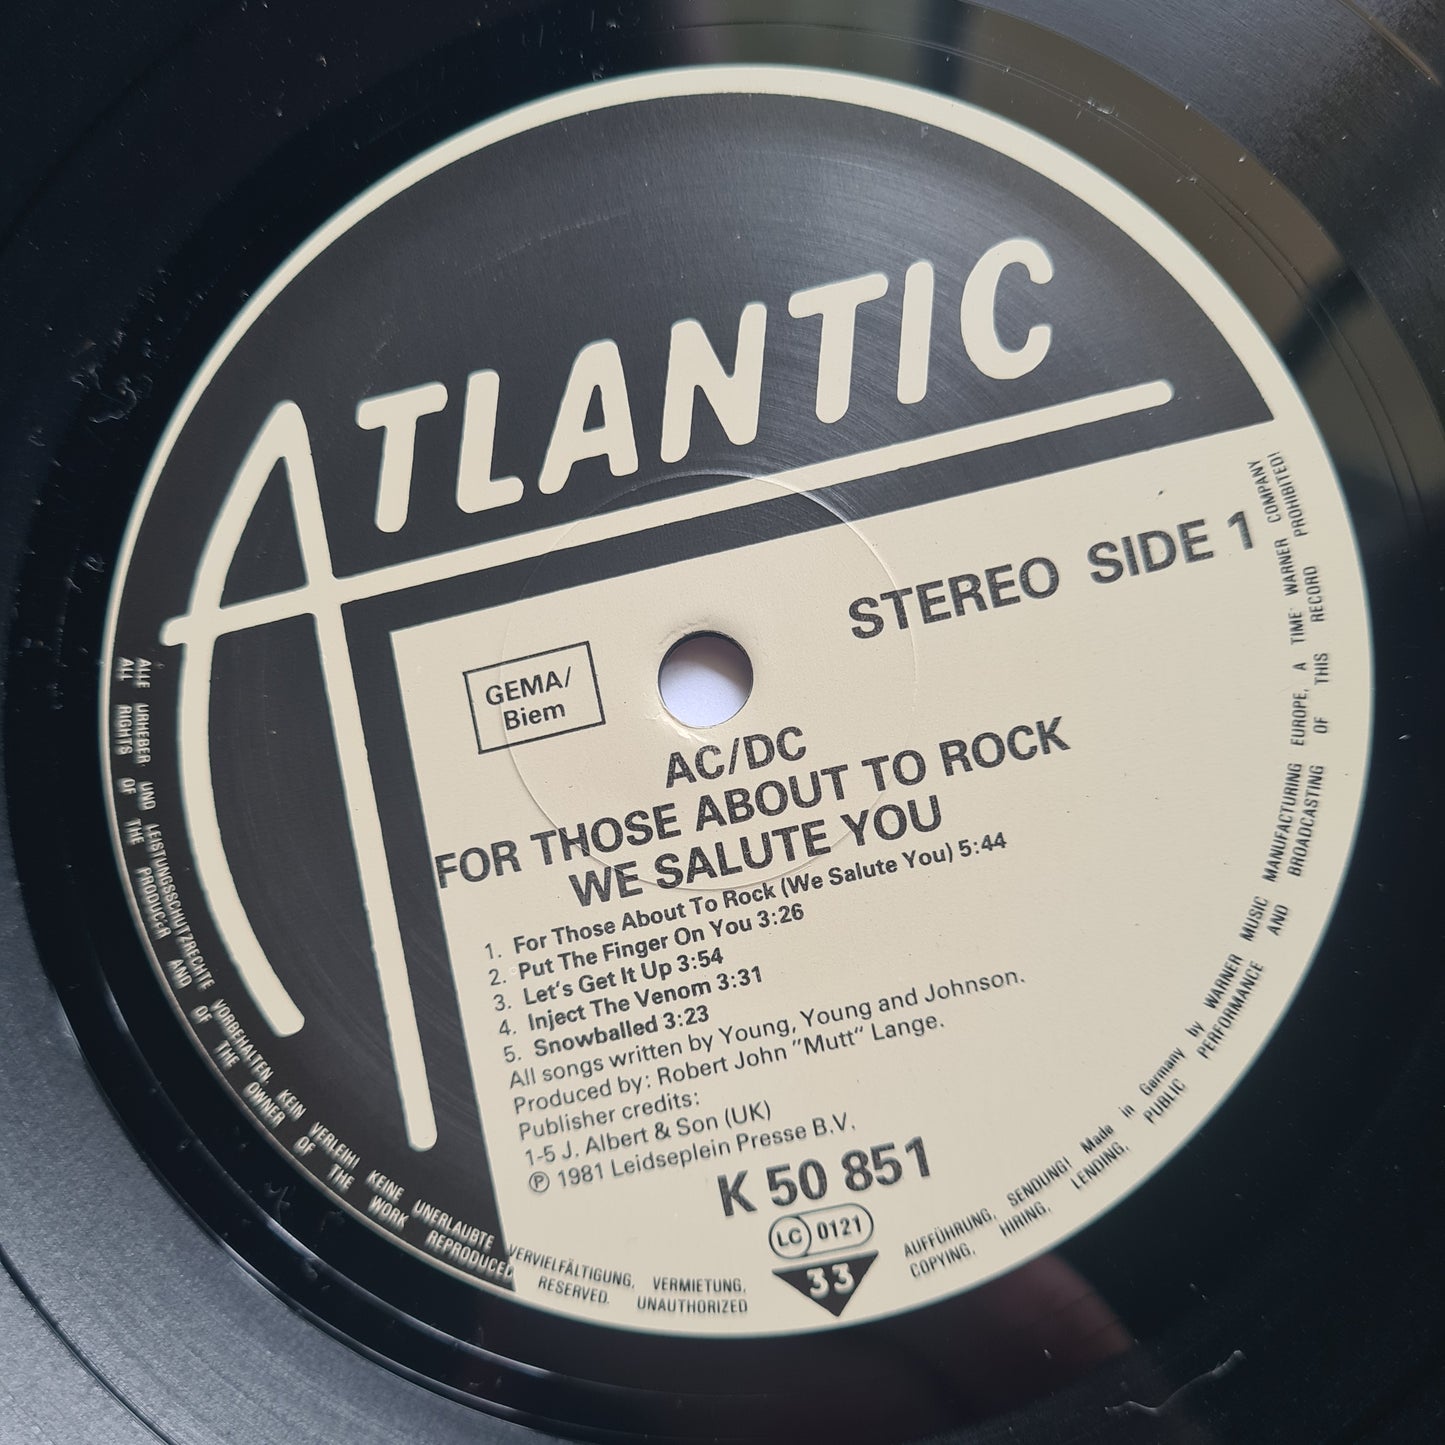 ATLANTIC
STEREO SIDE 1
GEMA/
Biem
AC/DC
FOR THOSE ABOUT TO ROCK
WE SALUTE YOU
1. For Those About To Rock (We Salute You) 5:44
2. Put The Finger On You 3:26
3. Let's Get It Up 3:54
4. Inject The Venom 3:31
5. Snowballed 3:23
All songs written by Young, Young and Johnson.
Produced by: Robert John "Mutt" Lange.
Publisher credits:
1-5 J. Albert & Son (UK)
℗ 1981 Leidseplein Presse B.V.
K 50 851
LC 0121
33
ALLE URHEBER- UND LEISTUNGSSCHUTZRECHTE VORBEHALTEN. KEIN VERLEIH! KEINE UNERLAUBTE VERVIELFÄLTIGUNG, VERMIETUNG, AUFFÜHRUNG, SENDUNG! Made in Germany by WARNER MUSIC MANUFACTURING EUROPE, A TIME WARNER COMPANY
ALL RIGHTS OF THE PRODUCER AND OF THE OWNER OF THE WORK REPRODUCED RESERVED. UNAUTHORIZED COPYING, HIRING, LENDING, PUBLIC PERFORMANCE AND BROADCASTING OF THIS RECORD PROHIBITED!